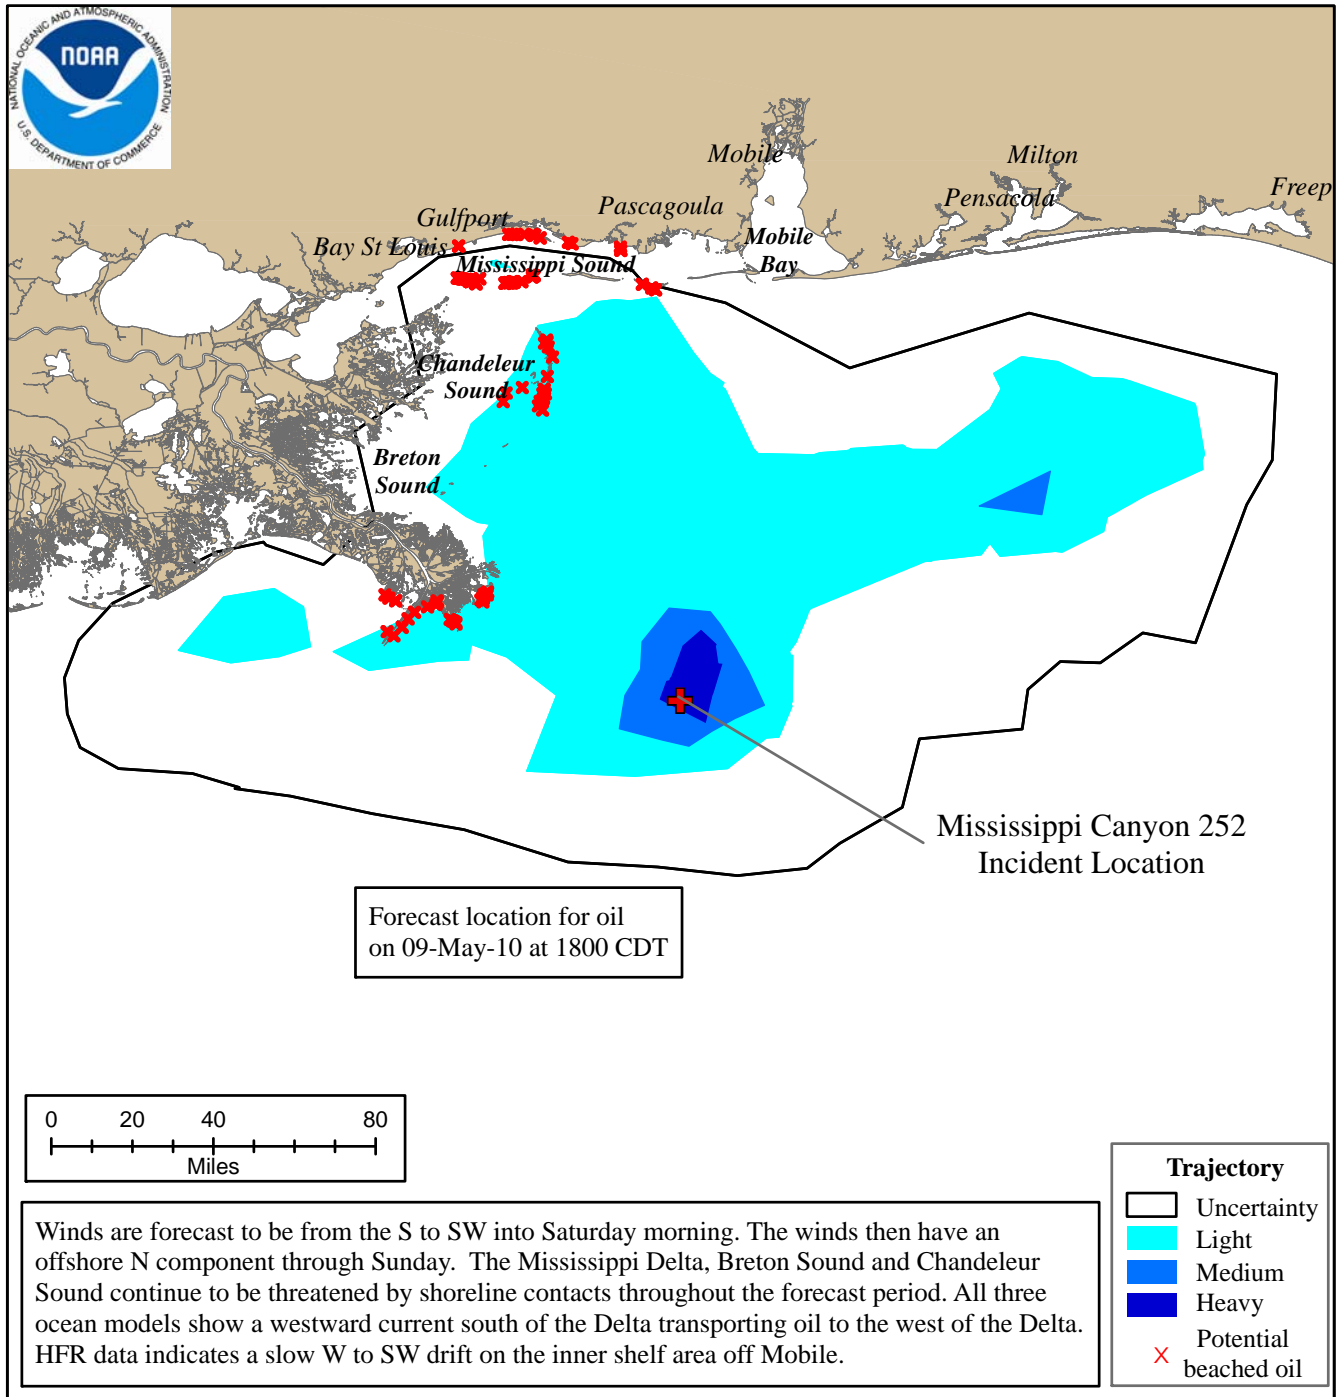 NATIONAL OCEANIC AND ATMOSPHERIC ADMINISTRATION
NOAA
U.S. DEPARTMENT OF COMMERCE
Mobile
Milton
Pensacola
Freep
Pascagoula
Gulfport
Bay St Louis
Mobile
Bay
Mississippi Sound
Chandeleur
Sound
Breton
Sound
Mississippi Canyon 252
Incident Location
Forecast location for oil
on 09-May-10 at 1800 CDT
0 20 40 80
Miles
Trajectory
Uncertainty
Light
Medium
Heavy
X Potential
beached oil
Winds are forecast to be from the S to SW into Saturday morning. The winds then have an
offshore N component through Sunday. The Mississippi Delta, Breton Sound and Chandeleur
Sound continue to be threatened by shoreline contacts throughout the forecast period. All three
ocean models show a westward current south of the Delta transporting oil to the west of the Delta.
HFR data indicates a slow W to SW drift on the inner shelf area off Mobile.